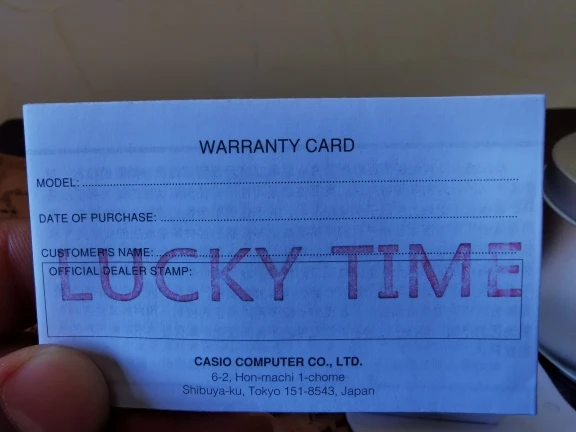 WARRANTY CARD
MODEL:
DATE OF PURCHASE:
CUSTOMER'S NAME:
OFFICIAL DEALER STAMP:
LUCKY TIME
CASIO COMPUTER CO., LTD.
6-2, Hon-machi 1-chome
Shibuya-ku, Tokyo 151-8543, Japan